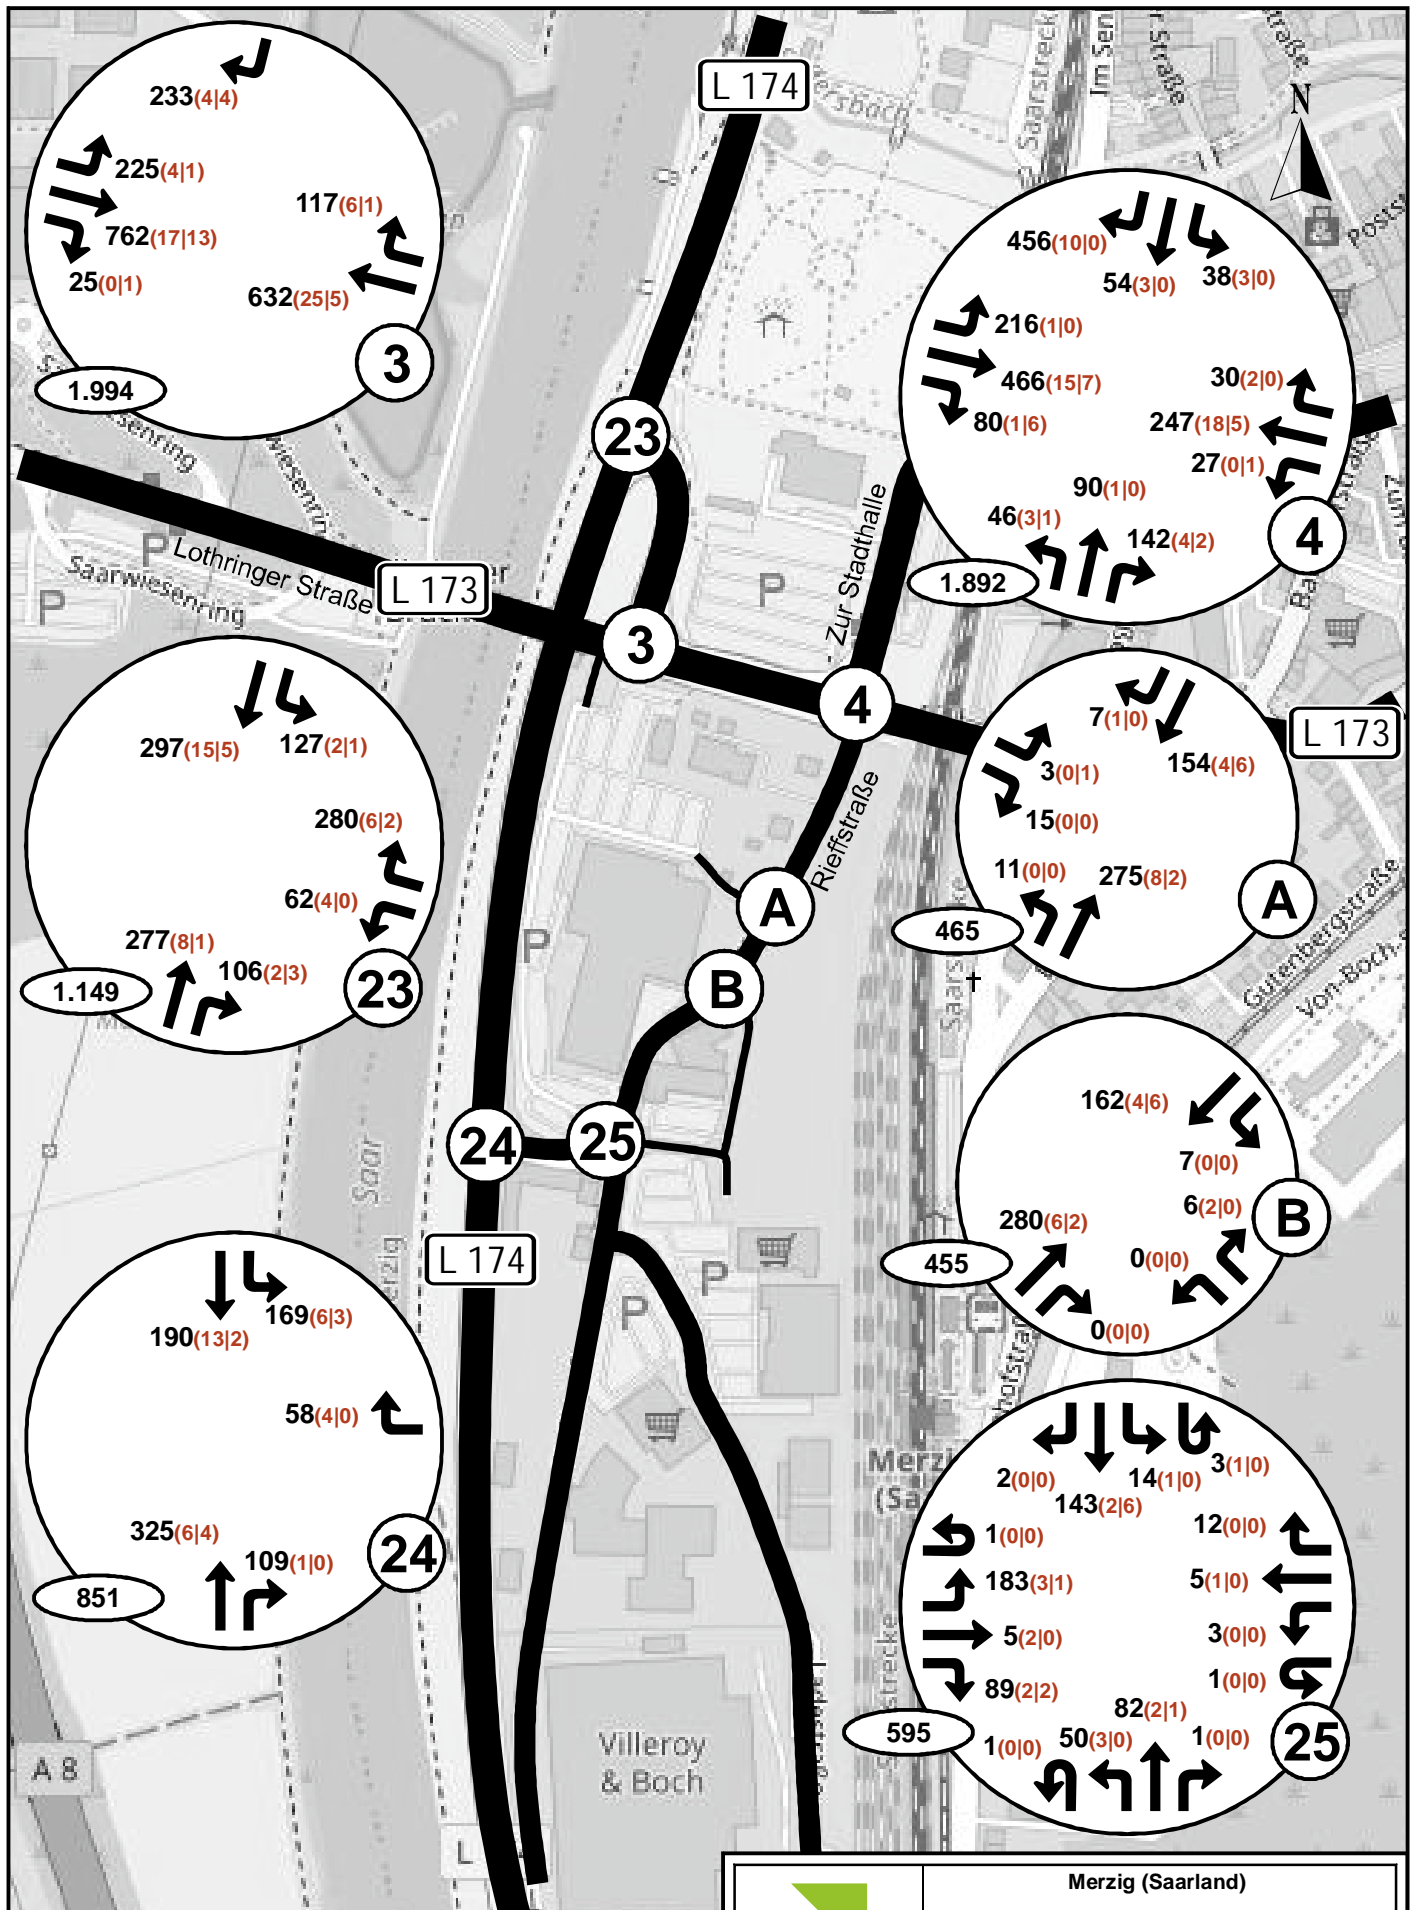 L 174
N
233(4|4)
225(4|1)
762(17|13)
25(0|1)
117(6|1)
632(25|5)
3
1.994
456(10|0)
54(3|0)
38(3|0)
216(1|0)
466(15|7)
80(1|6)
30(2|0)
247(18|5)
27(0|1)
90(1|0)
46(3|1)
142(4|2)
4
1.892
Im Sen
Saarstreck
23
P
Lothringer Straße
Saarwiesenring
P
L 173
P
Zur Stadthalle
3
4
L 173
297(15|5)
127(2|1)
280(6|2)
62(4|0)
277(8|1)
106(2|3)
23
1.149
7(1|0)
154(4|6)
3(0|1)
15(0|0)
11(0|0)
275(8|2)
A
465
Rieffstraße
A
B
P
Gutenbergstraße
Von-Boch-
24
25
Saar
162(4|6)
7(0|0)
6(2|0)
280(6|2)
0(0|0)
0(0|0)
B
455
L 174
P
P
190(13|2)
169(6|3)
58(4|0)
325(6|4)
109(1|0)
24
851
2(0|0)
143(2|6)
14(1|0)
3(1|0)
1(0|0)
183(3|1)
5(2|0)
89(2|2)
12(0|0)
5(1|0)
3(0|0)
1(0|0)
82(2|1)
1(0|0)
50(3|0)
1(0|0)
25
595
A 8
Villeroy
& Boch
L
Merzig (Saarland)